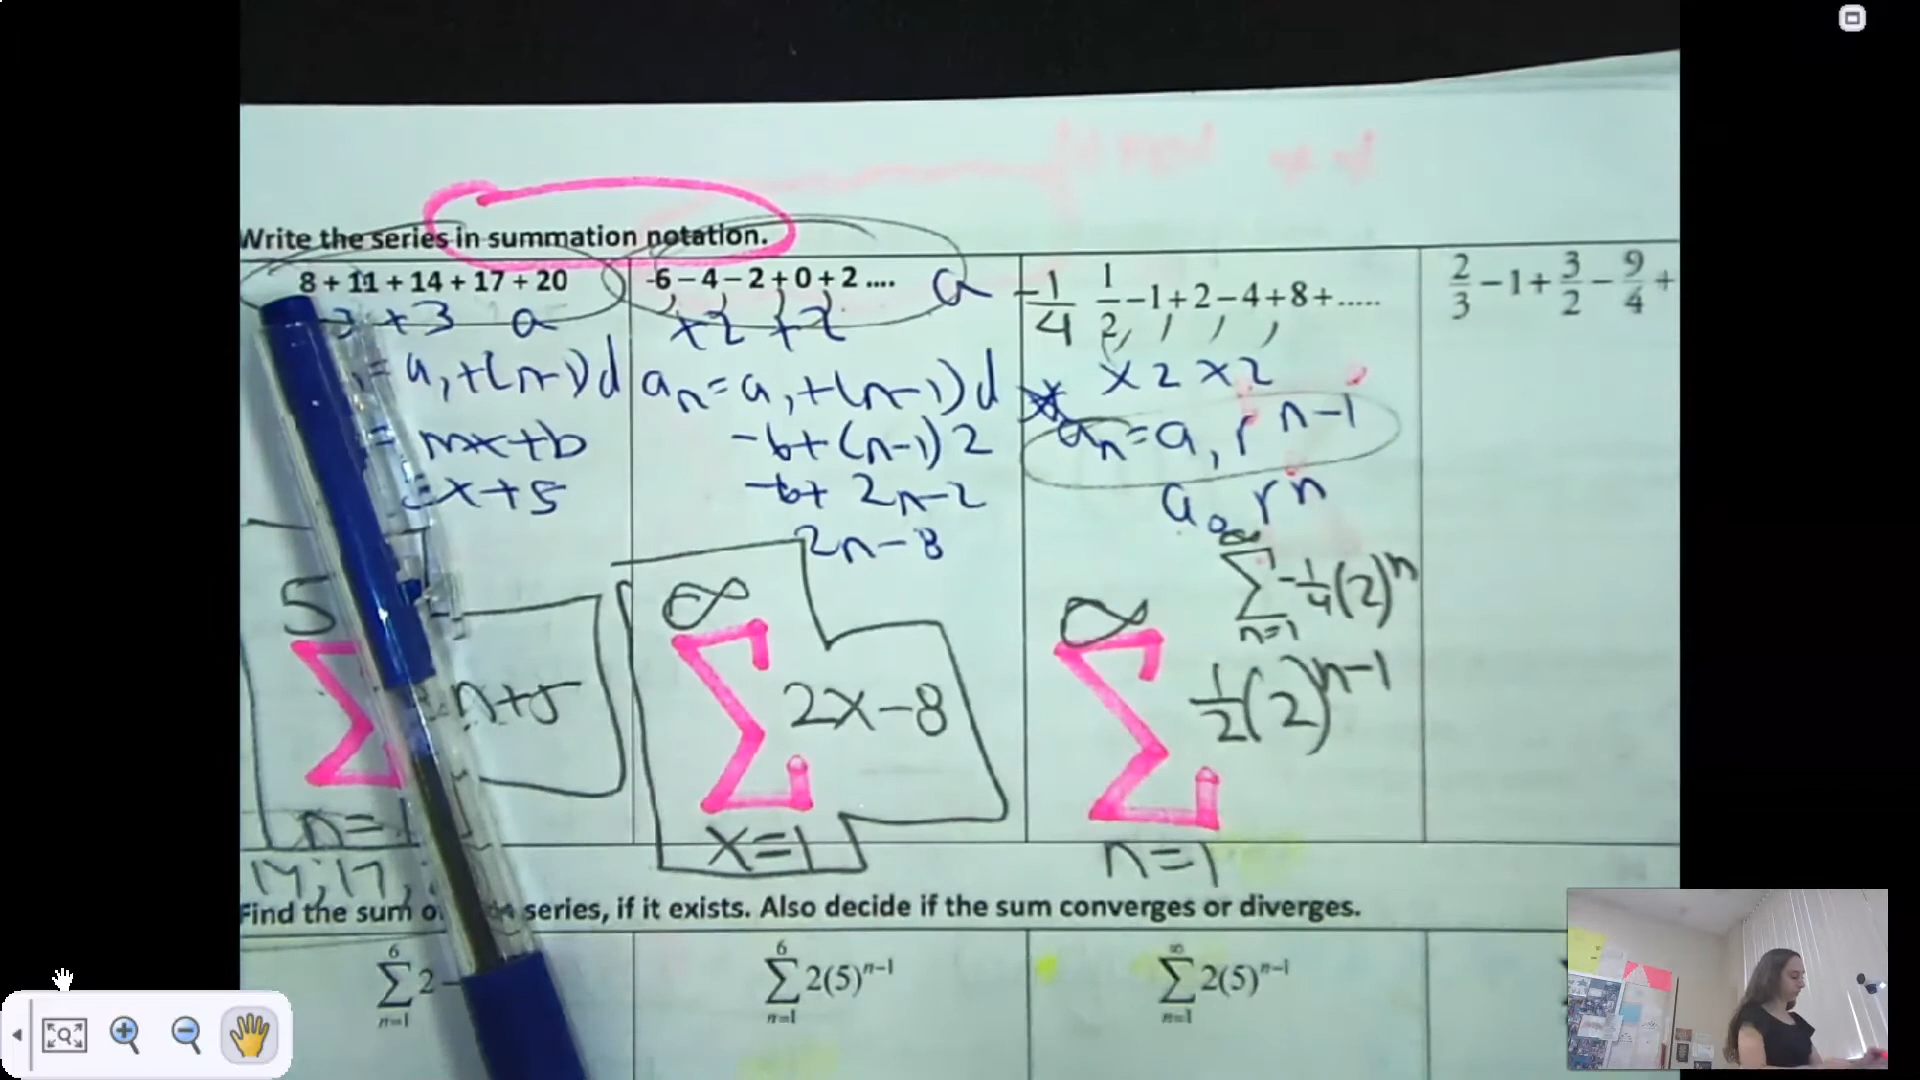 Write the series in summation notation.
8 + 11 + 14 + 17 + 20
+3 a
a₁+(n-1)d
= mx+b
x+5
5
Σ n+5
n=
14, 17,
-6 – 4 – 2 + 0 + 2 .... a
+2 +2
aₙ = a₁+(n-1)d
-6+(n-1)2
-6+ 2n-2
2n-8
∞
Σ 2x-8
x=1
-1/4 1/2 -1 + 2 - 4 + 8 + .....
×2 ×2
aₙ = a₁ r^(n-1)
a₀ rⁿ
∞
Σ -1/4(2)ⁿ
n=1
∞
Σ 1/2(2)^(n-1)
n=1
2/3 - 1 + 3/2 - 9/4 +
Find the sum series, if it exists. Also decide if the sum converges or diverges.
6
Σ 2
n=1
6
Σ 2(5)^(n-1)
n=1
∞
Σ 2(5)^(n-1)
n=1